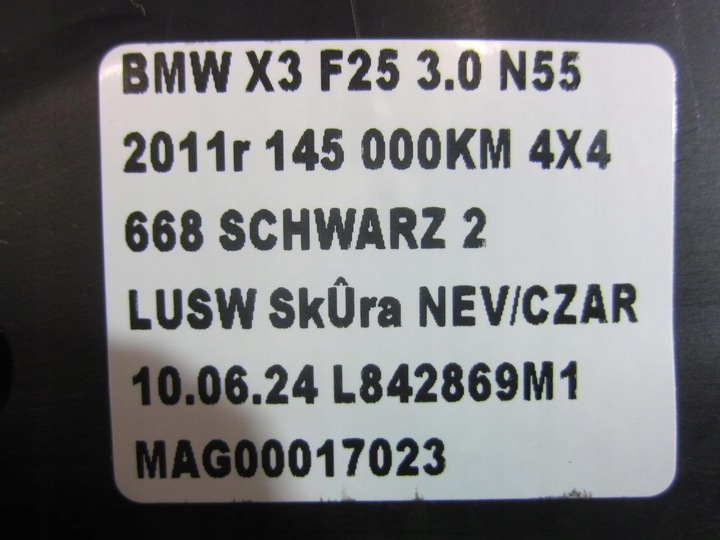 BMW X3 F25 3.0 N55
2011r 145 000KM 4X4
668 SCHWARZ 2
LUSW SkÛra NEV/CZAR
10.06.24 L842869M1
MAG00017023